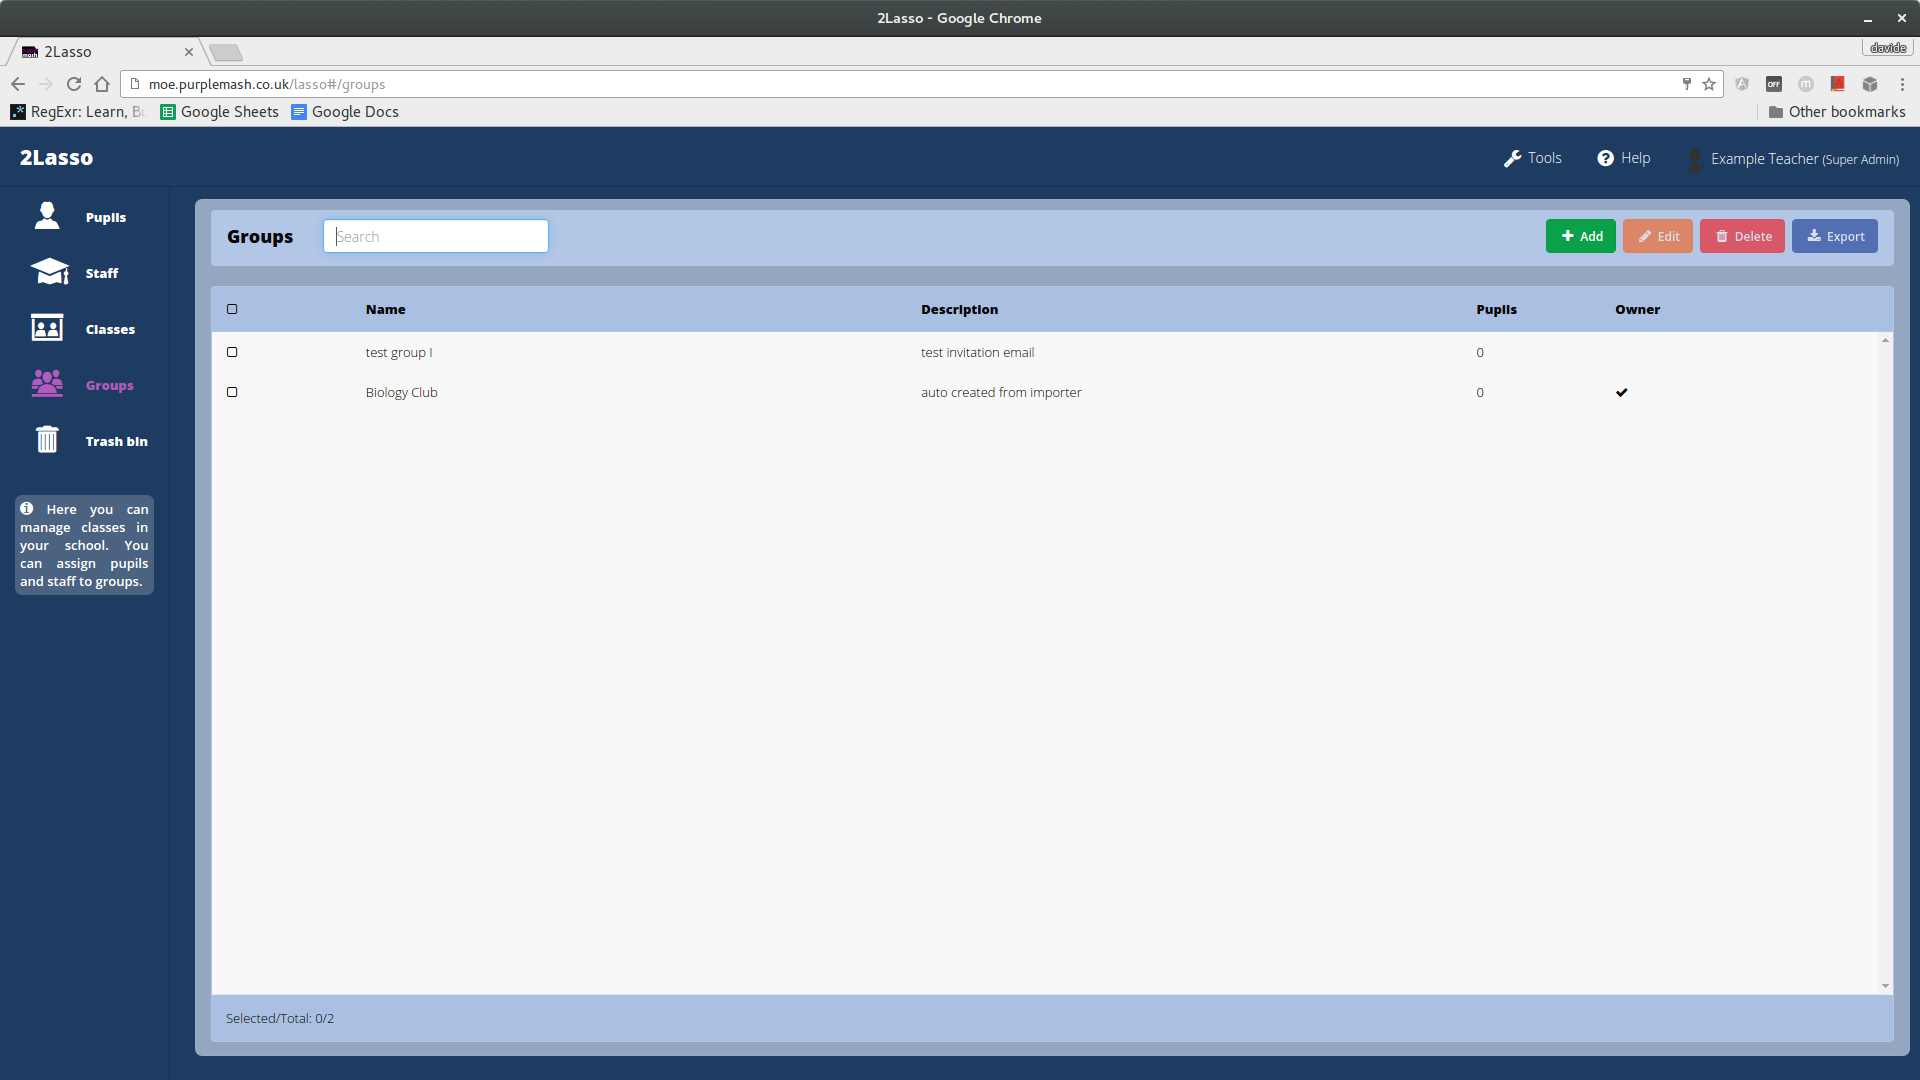 2Lasso - Google Chrome
2Lasso
davide
moe.purplemash.co.uk/lasso#/groups
OFF
RegExr: Learn, Bu
Google Sheets
Google Docs
Other bookmarks
2Lasso
Tools
Help
Example Teacher (Super Admin)
Pupils
Staff
Classes
Groups
Trash bin
Here you can
manage classes in
your school. You
can assign pupils
and staff to groups.
Groups
Search
Add
Edit
Delete
Export
Name
Description
Pupils
Owner
test group I
test invitation email
0
Biology Club
auto created from importer
0
Selected/Total: 0/2